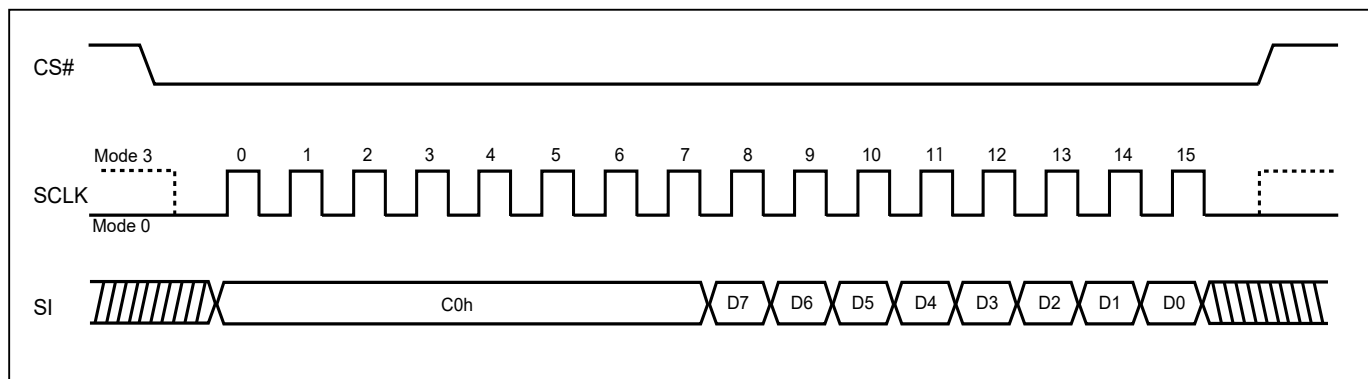 CS#
Mode 3
0 1 2 3 4 5 6 7 8 9 10 11 12 13 14 15
SCLK
Mode 0
SI
C0h D7 D6 D5 D4 D3 D2 D1 D0